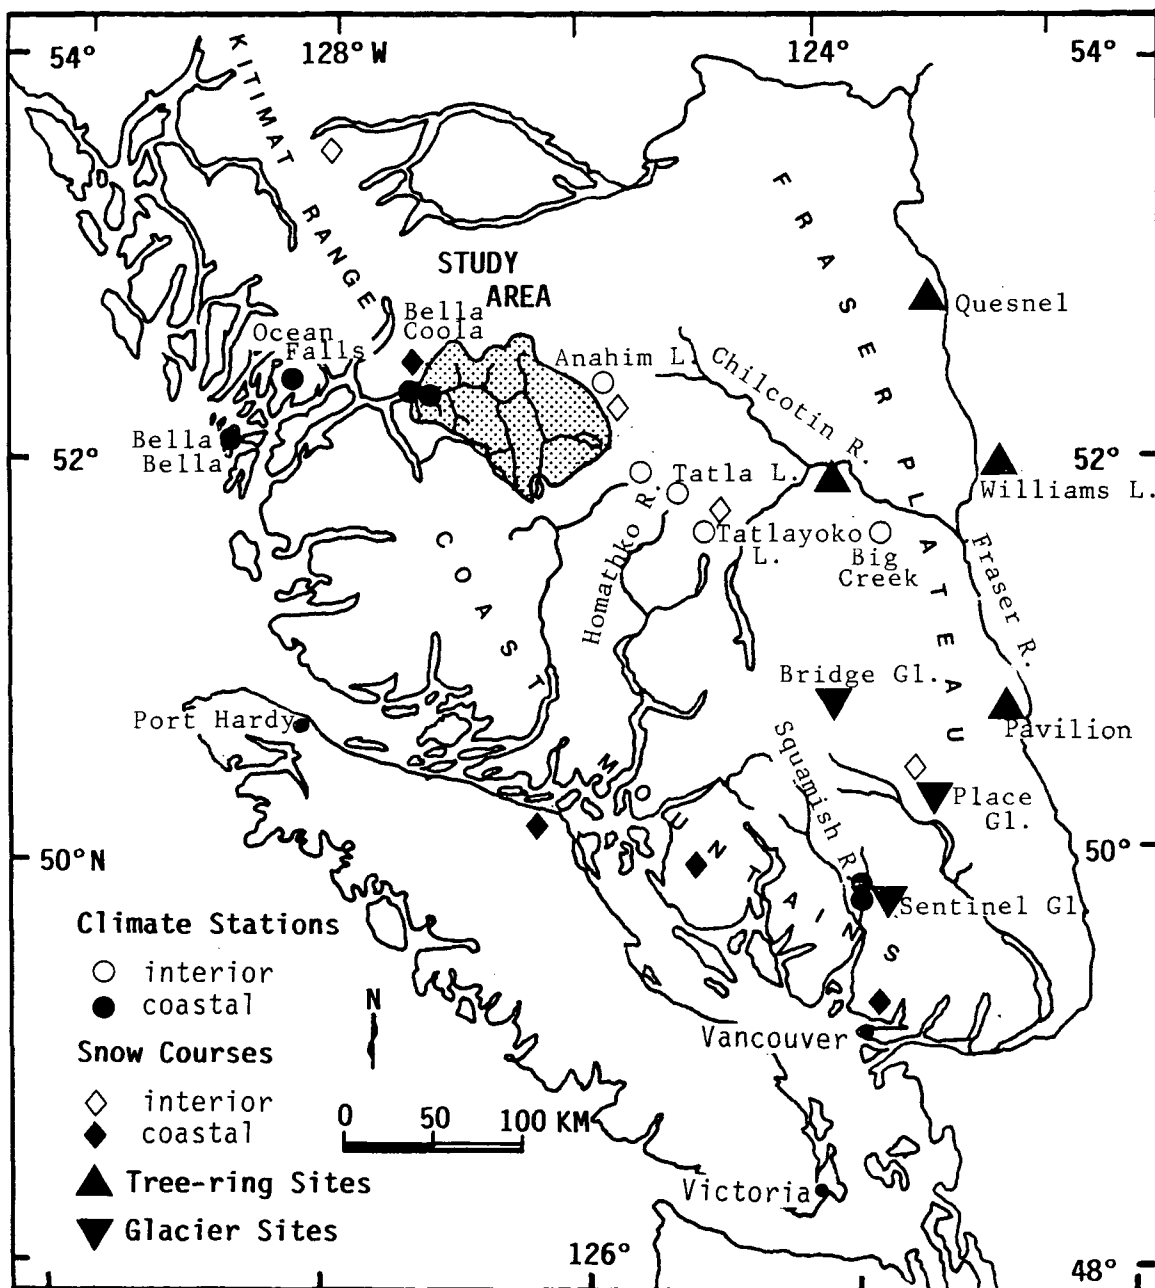 54°
128° W
124°
54°
KITIMAT RANGE
STUDY
AREA
FRASER PLATEAU
Quesnel
Bella
Coola
Ocean
Falls
Anahim L.
Chilcotin R.
Bella
Bella
52°
52°
Tatla L.
Williams L.
Homathko R.
Tatlayoko
L.
Big
Creek
Fraser R.
COAST MOUNTAINS
Bridge Gl.
Port Hardy
Pavilion
Squamish R.
Place
Gl.
50°N
50°
Sentinel Gl.
Climate Stations
interior
coastal
N
Snow Courses
Vancouver
interior
coastal
0 50 100 KM
Tree-ring Sites
Victoria
Glacier Sites
126°
48°